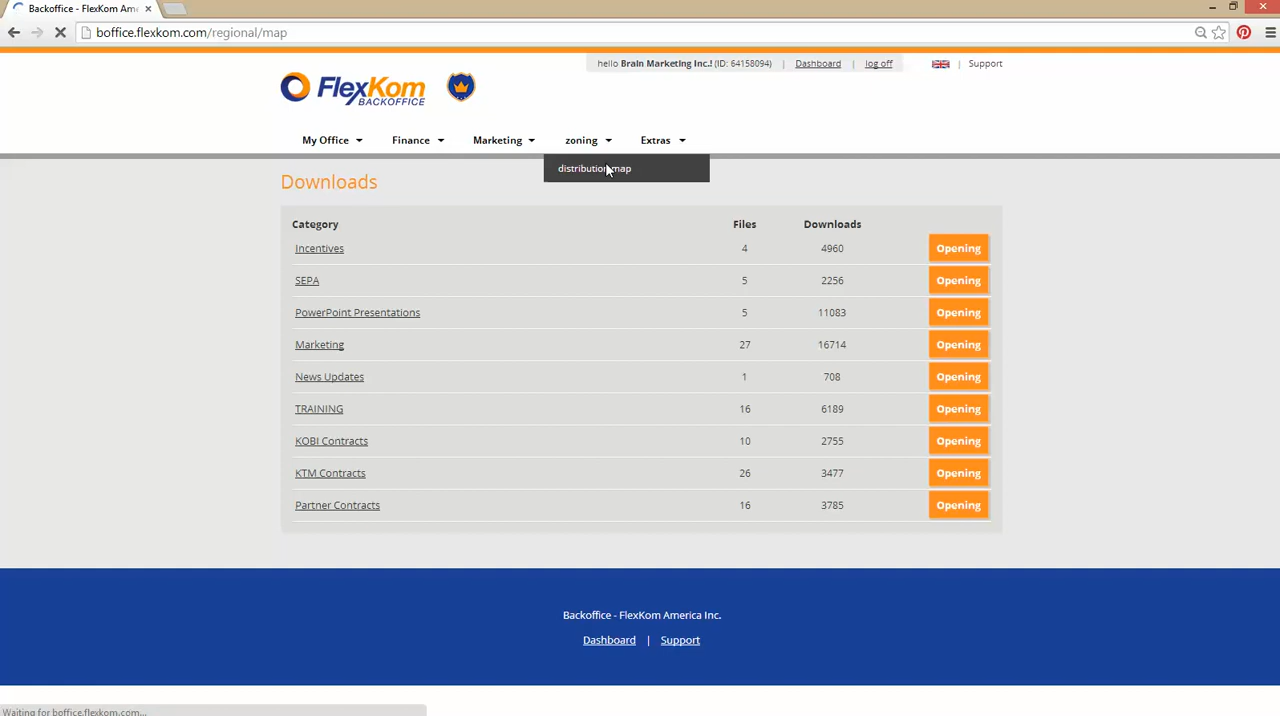 Backoffice - FlexKom Ame
boffice.flexkom.com/regional/map
hello Brain Marketing Inc.! (ID: 64158094) | Dashboard | log off | Support
FlexKom
BACKOFFICE
My Office Finance Marketing zoning Extras
distribution map
Downloads
Category Files Downloads
Incentives 4 4960 Opening
SEPA 5 2256 Opening
PowerPoint Presentations 5 11083 Opening
Marketing 27 16714 Opening
News Updates 1 708 Opening
TRAINING 16 6189 Opening
KOBI Contracts 10 2755 Opening
KTM Contracts 26 3477 Opening
Partner Contracts 16 3785 Opening
Backoffice - FlexKom America Inc.
Dashboard | Support
Waiting for boffice.flexkom.com...